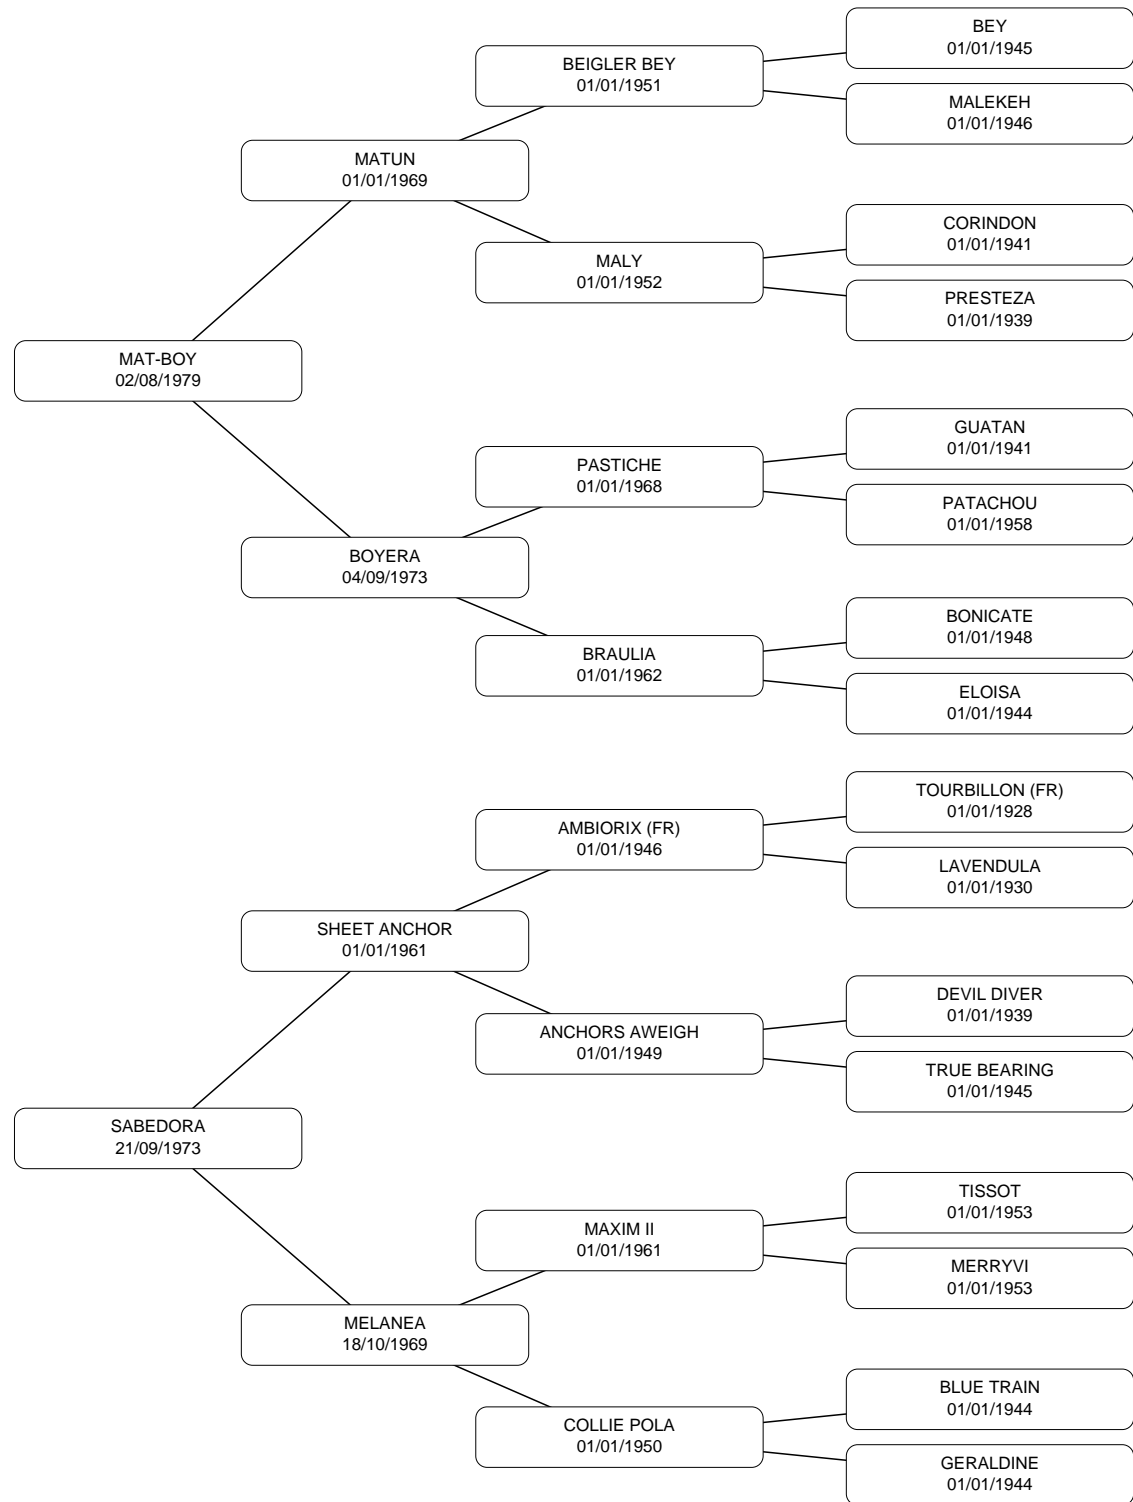 BEY
01/01/1945
BEIGLER BEY
01/01/1951
MALEKEH
01/01/1946
MATUN
01/01/1969
CORINDON
01/01/1941
MALY
01/01/1952
PRESTEZA
01/01/1939
MAT-BOY
02/08/1979
GUATAN
01/01/1941
PASTICHE
01/01/1968
PATACHOU
01/01/1958
BOYERA
04/09/1973
BONICATE
01/01/1948
BRAULIA
01/01/1962
ELOISA
01/01/1944
TOURBILLON (FR)
01/01/1928
AMBIORIX (FR)
01/01/1946
LAVENDULA
01/01/1930
SHEET ANCHOR
01/01/1961
DEVIL DIVER
01/01/1939
ANCHORS AWEIGH
01/01/1949
TRUE BEARING
01/01/1945
SABEDORA
21/09/1973
TISSOT
01/01/1953
MAXIM II
01/01/1961
MERRYVI
01/01/1953
MELANEA
18/10/1969
BLUE TRAIN
01/01/1944
COLLIE POLA
01/01/1950
GERALDINE
01/01/1944